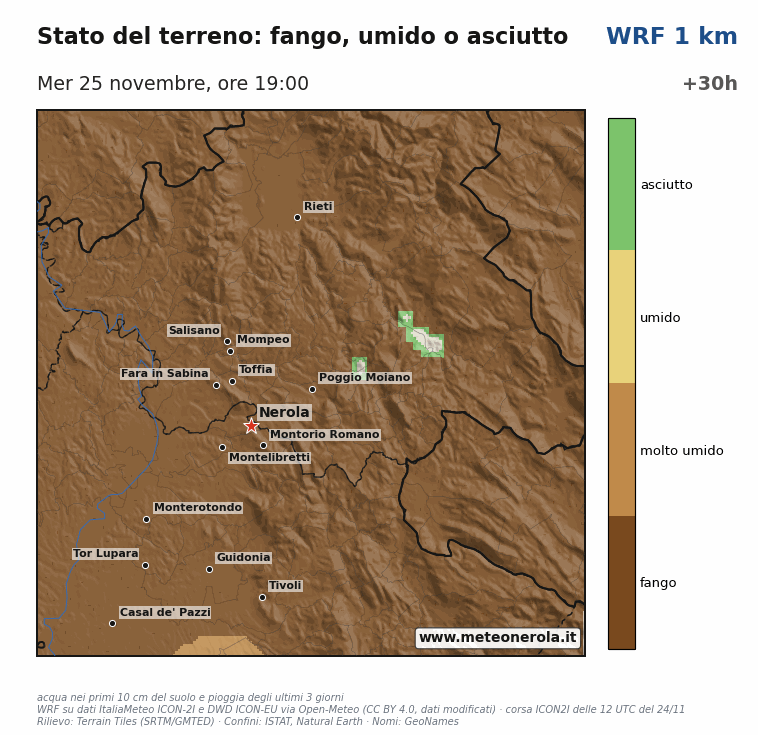 Stato del terreno: fango, umido o asciutto
WRF 1 km
Mer 25 novembre, ore 19:00
+30h
asciutto
Rieti
umido
Salisano
Mompeo
Toffia
Fara in Sabina
Poggio Moiano
Nerola
Montorio Romano
molto umido
Montelibretti
Monterotondo
Tor Lupara
Guidonia
fango
Tivoli
Casal de' Pazzi
www.meteonerola.it
acqua nei primi 10 cm del suolo e pioggia degli ultimi 3 giorni
WRF su dati ItaliaMeteo ICON-2I e DWD ICON-EU via Open-Meteo (CC BY 4.0, dati modificati) · corsa ICON2I delle 12 UTC del 24/11
Rilievo: Terrain Tiles (SRTM/GMTED) · Confini: ISTAT, Natural Earth · Nomi: GeoNames